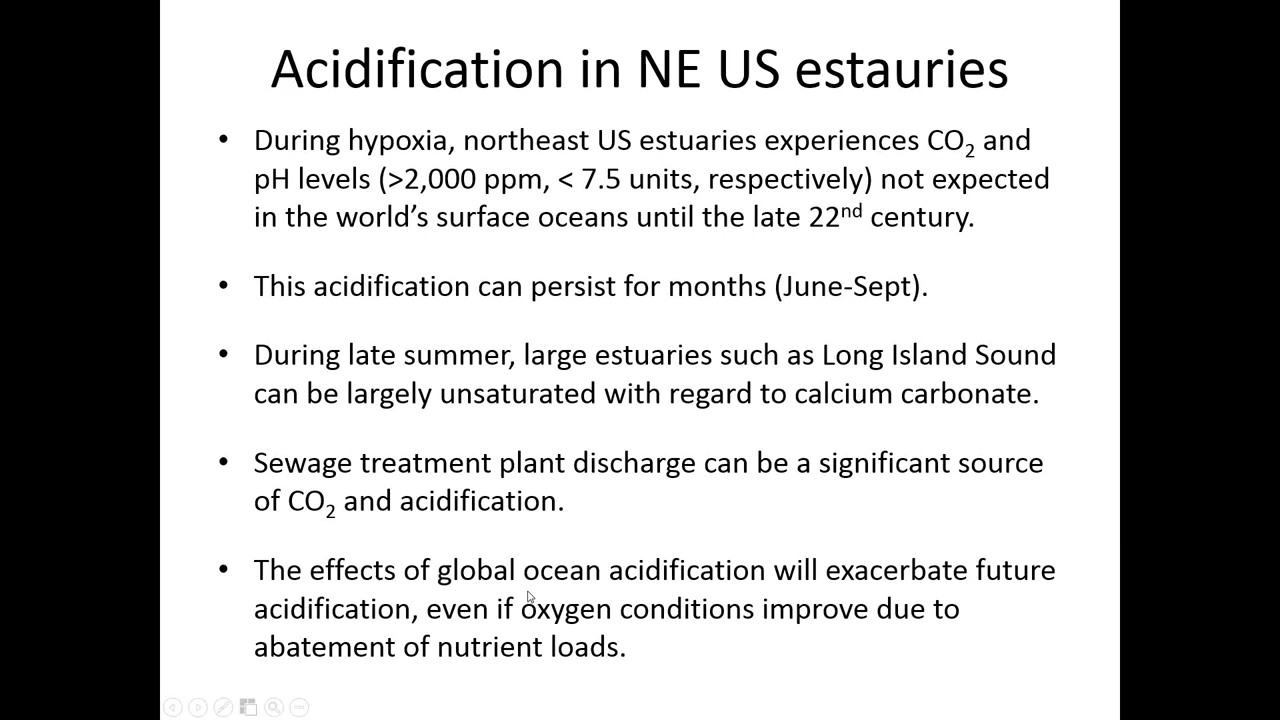 Acidification in NE US estauries
• During hypoxia, northeast US estuaries experiences CO₂ and
pH levels (>2,000 ppm, < 7.5 units, respectively) not expected
in the world’s surface oceans until the late 22ⁿᵈ century.
• This acidification can persist for months (June-Sept).
• During late summer, large estuaries such as Long Island Sound
can be largely unsaturated with regard to calcium carbonate.
• Sewage treatment plant discharge can be a significant source
of CO₂ and acidification.
• The effects of global ocean acidification will exacerbate future
acidification, even if oxygen conditions improve due to
abatement of nutrient loads.